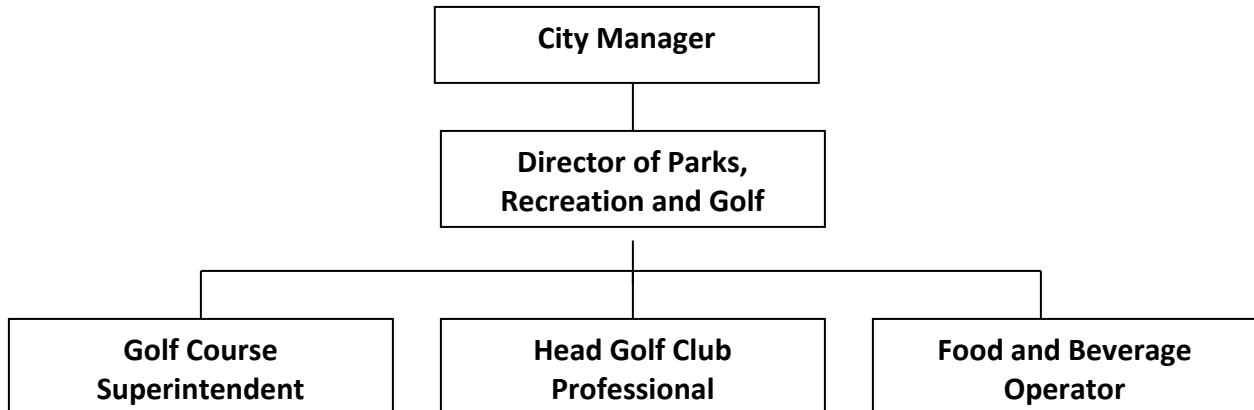 City Manager
Director of Parks,
Recreation and Golf
Golf Course
Superintendent
Head Golf Club
Professional
Food and Beverage
Operator